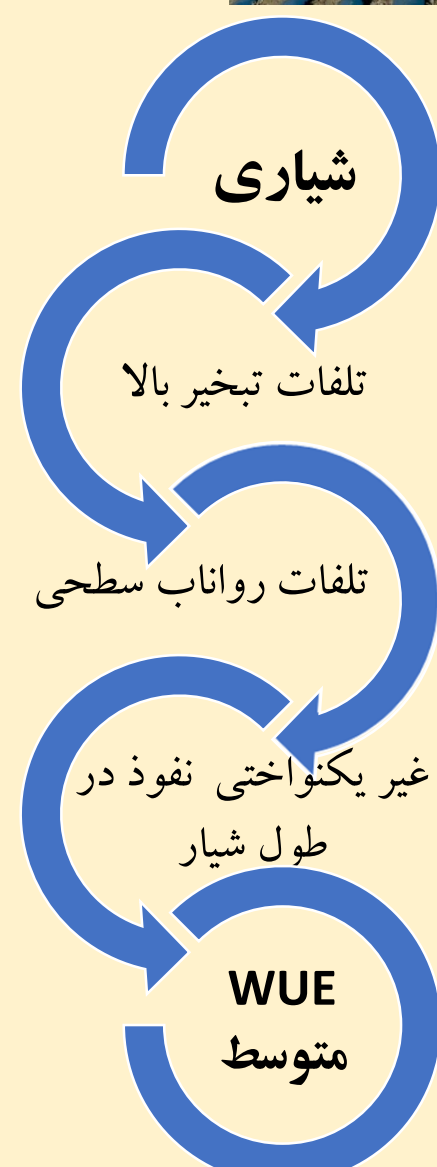 شیاری
تلفات تبخیر بالا
تلفات رواناب سطحی
غیر یکنواختی نفوذ در
طول شیار
WUE
متوسط